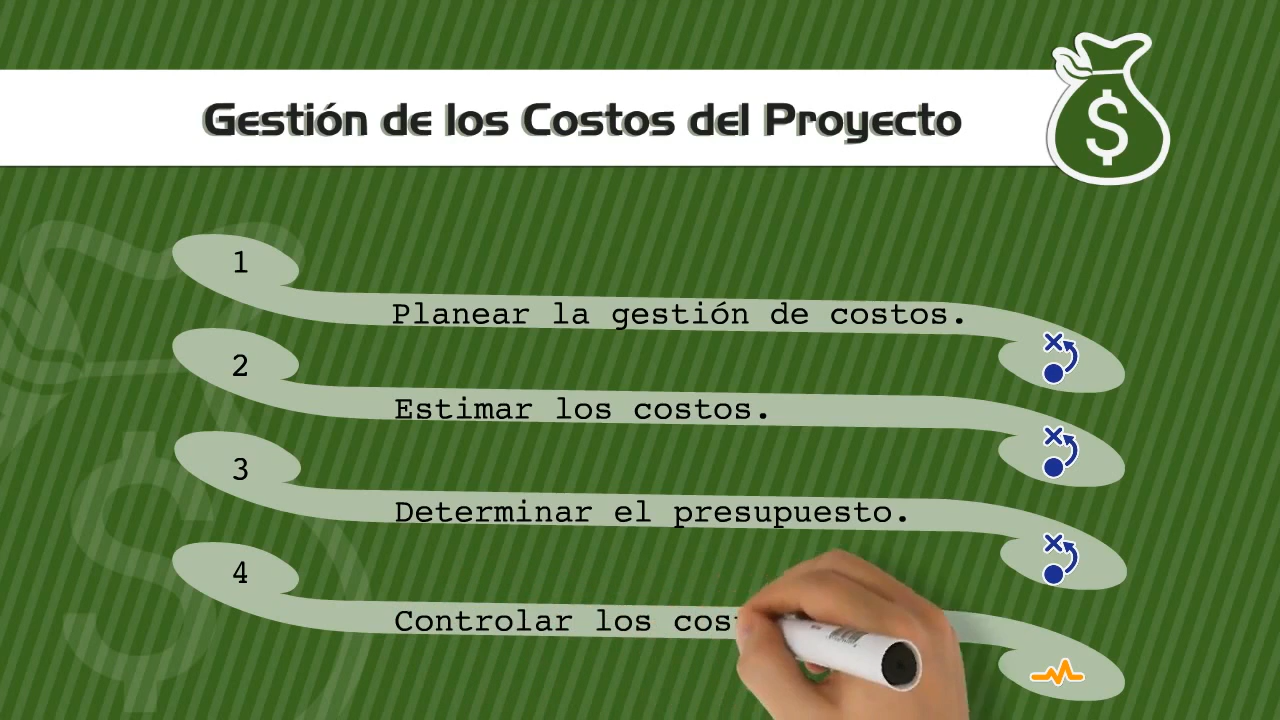 Gestión de los Costos del Proyecto
$
1
Planear la gestión de costos.
2
Estimar los costos.
3
Determinar el presupuesto.
4
Controlar los